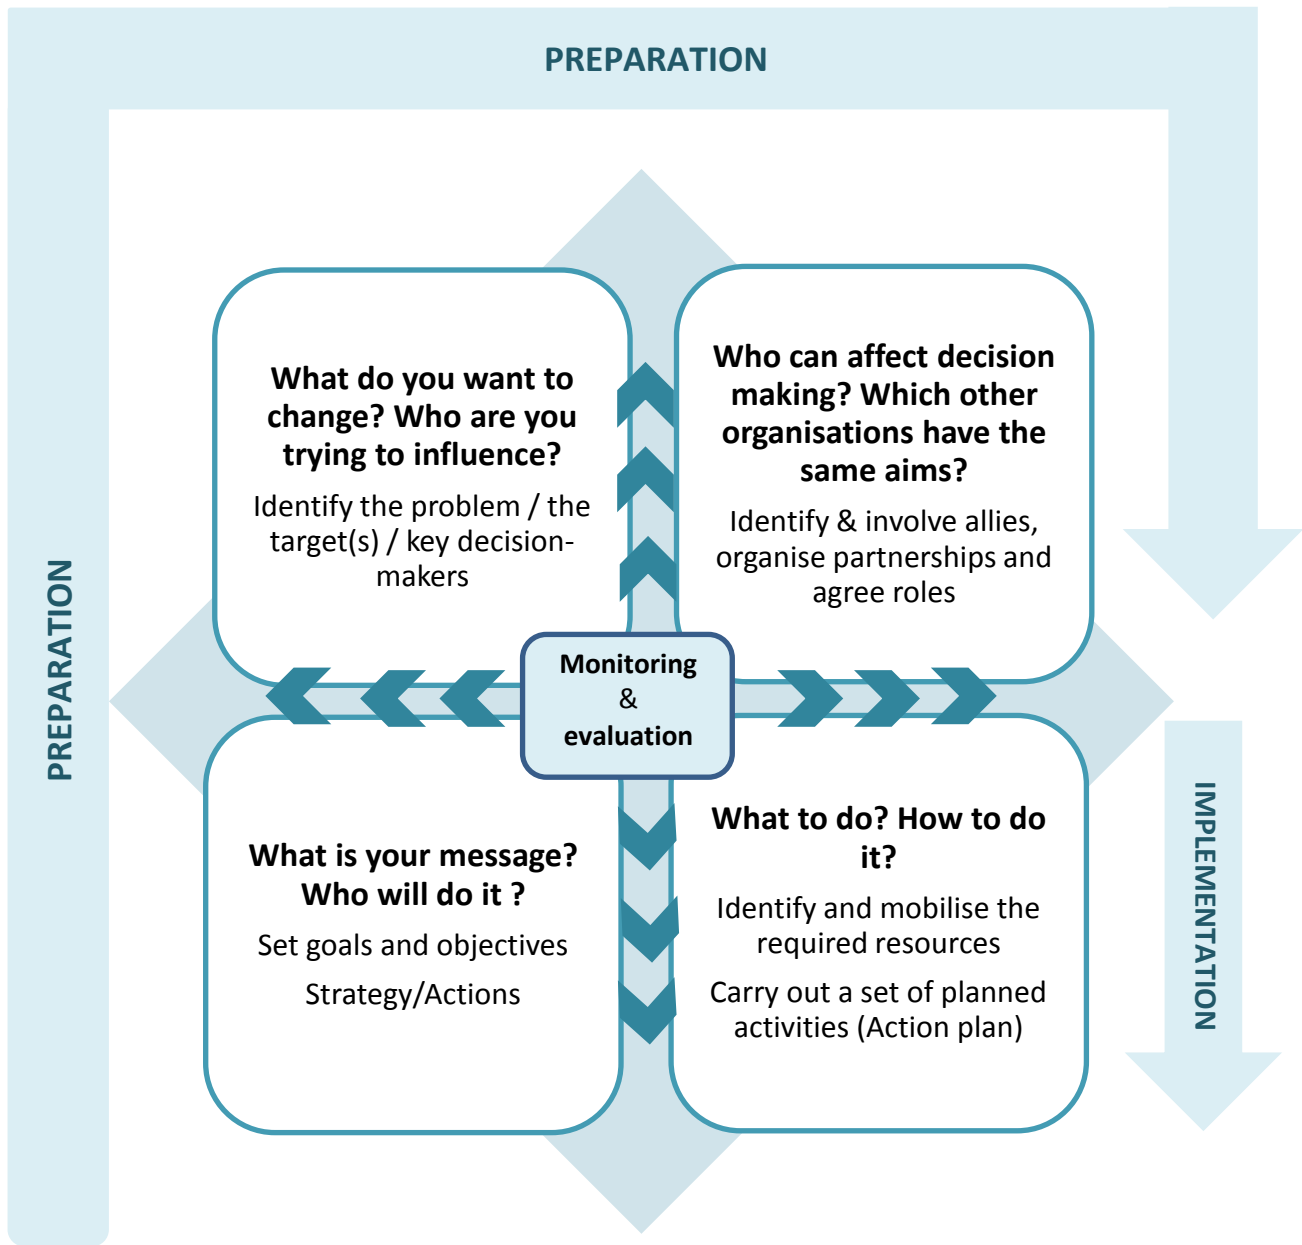 PREPARATION
PREPARATION
What do you want to
change? Who are you
trying to influence?
Identify the problem / the
target(s) / key decision-
makers
Who can affect decision
making? Which other
organisations have the
same aims?
Identify & involve allies,
organise partnerships and
agree roles
Monitoring
&
evaluation
What is your message?
Who will do it ?
Set goals and objectives
Strategy/Actions
What to do? How to do
it?
Identify and mobilise the
required resources
Carry out a set of planned
activities (Action plan)
IMPLEMENTATION